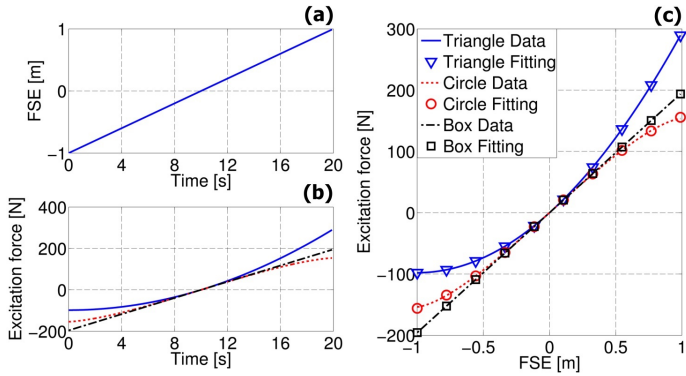 (a)
1
0
−1
FSE [m]
0 4 8 12 16 20
Time [s]
(b)
400
200
0
−200
Excitation force [N]
0 4 8 12 16 20
Time [s]
(c)
300
200
100
0
−100
−200
Excitation force [N]
Triangle Data
Triangle Fitting
Circle Data
Circle Fitting
Box Data
Box Fitting
−1 −0.5 0 0.5 1
FSE [m]